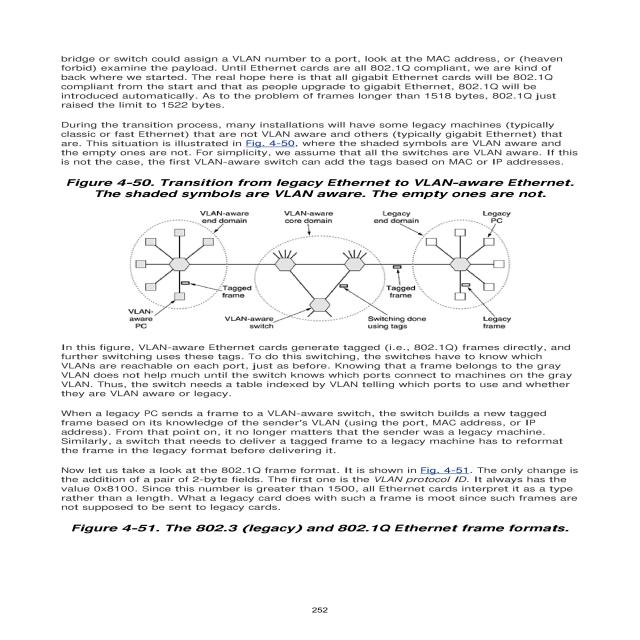 bridge or switch could assign a VLAN number to a port, look at the MAC address, or (heaven
forbid) examine the payload. Until Ethernet cards are all 802.1Q compliant, we are kind of
back where we started. The real hope here is that all gigabit Ethernet cards will be 802.1Q
compliant from the start and that as people upgrade to gigabit Ethernet, 802.1Q will be
introduced automatically. As to the problem of frames longer than 1518 bytes, 802.1Q just
raised the limit to 1522 bytes.
During the transition process, many installations will have some legacy machines (typically
classic or fast Ethernet) that are not VLAN aware and others (typically gigabit Ethernet) that
are. This situation is illustrated in Fig. 4-50, where the shaded symbols are VLAN aware and
the empty ones are not. For simplicity, we assume that all the switches are VLAN aware. If this
is not the case, the first VLAN-aware switch can add the tags based on MAC or IP addresses.
Figure 4-50. Transition from legacy Ethernet to VLAN-aware Ethernet.
The shaded symbols are VLAN aware. The empty ones are not.
VLAN-aware
end domain
VLAN-aware
core domain
Legacy
end domain
Legacy
PC
Tagged
frame
Tagged
frame
VLAN-
aware
PC
VLAN-aware
switch
Switching done
using tags
Legacy
frame
In this figure, VLAN-aware Ethernet cards generate tagged (i.e., 802.1Q) frames directly, and
further switching uses these tags. To do this switching, the switches have to know which
VLANs are reachable on each port, just as before. Knowing that a frame belongs to the gray
VLAN does not help much until the switch knows which ports connect to machines on the gray
VLAN. Thus, the switch needs a table indexed by VLAN telling which ports to use and whether
they are VLAN aware or legacy.
When a legacy PC sends a frame to a VLAN-aware switch, the switch builds a new tagged
frame based on its knowledge of the sender's VLAN (using the port, MAC address, or IP
address). From that point on, it no longer matters that the sender was a legacy machine.
Similarly, a switch that needs to deliver a tagged frame to a legacy machine has to reformat
the frame in the legacy format before delivering it.
Now let us take a look at the 802.1Q frame format. It is shown in Fig. 4-51. The only change is
the addition of a pair of 2-byte fields. The first one is the VLAN protocol ID. It always has the
value 0x8100. Since this number is greater than 1500, all Ethernet cards interpret it as a type
rather than a length. What a legacy card does with such a frame is moot since such frames are
not supposed to be sent to legacy cards.
Figure 4-51. The 802.3 (legacy) and 802.1Q Ethernet frame formats.
252